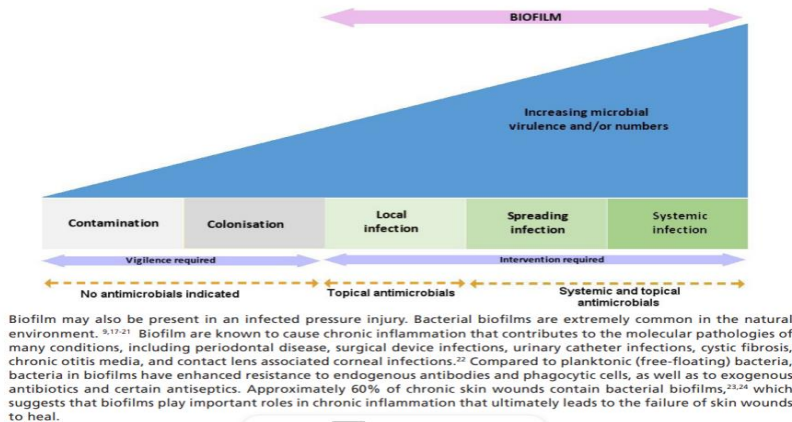 BIOFILM
Increasing microbial
virulence and/or numbers
Contamination
Colonisation
Local
infection
Spreading
infection
Systemic
infection
Vigilence required
Intervention required
No antimicrobials indicated
Topical antimicrobials
Systemic and topical
antimicrobials
Biofilm may also be present in an infected pressure injury. Bacterial biofilms are extremely common in the natural
environment. 9,17-21 Biofilm are known to cause chronic inflammation that contributes to the molecular pathologies of
many conditions, including periodontal disease, surgical device infections, urinary catheter infections, cystic fibrosis,
chronic otitis media, and contact lens associated corneal infections.22 Compared to planktonic (free-floating) bacteria,
bacteria in biofilms have enhanced resistance to endogenous antibodies and phagocytic cells, as well as to exogenous
antibiotics and certain antiseptics. Approximately 60% of chronic skin wounds contain bacterial biofilms,23,24 which
suggests that biofilms play important roles in chronic inflammation that ultimately leads to the failure of skin wounds
to heal.